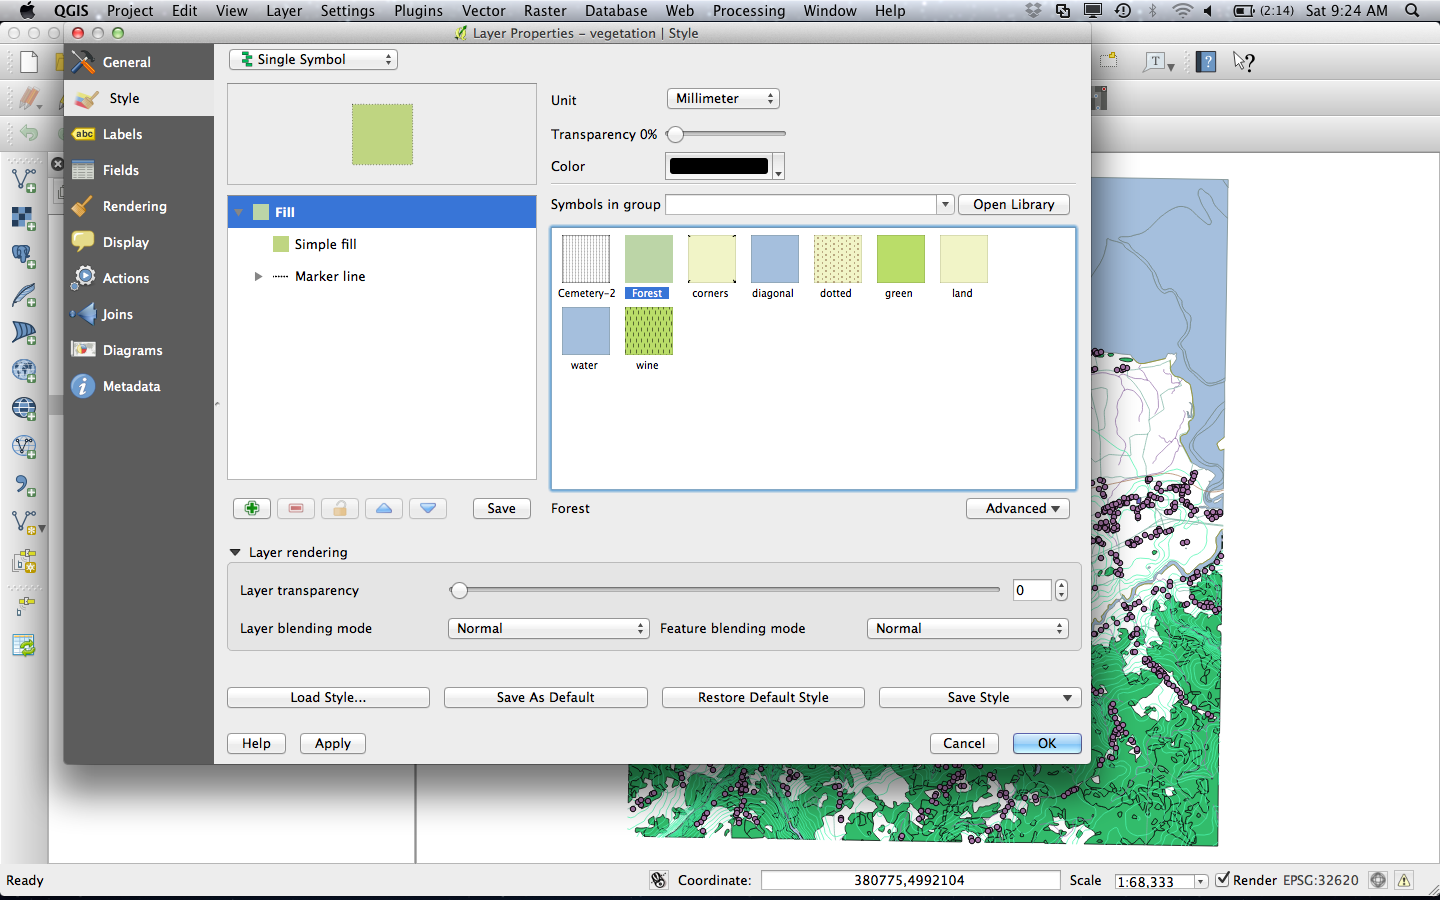 QGIS Project Edit View Layer Settings Plugins Vector Raster Database Web Processing Window Help (2:14) Sat 9:24 AM
Layer Properties - vegetation | Style
General
Style
abc Labels
Fields
Rendering
Display
Actions
Joins
Diagrams
Metadata
Single Symbol
Unit Millimeter
Transparency 0%
Color
Fill
Simple fill
Marker line
Symbols in group Open Library
Cemetery-2 Forest corners diagonal dotted green land
water wine
Save Forest Advanced
Layer rendering
Layer transparency 0
Layer blending mode Normal Feature blending mode Normal
Load Style... Save As Default Restore Default Style Save Style
Help Apply Cancel OK
T ? ?
Ready Coordinate: 380775,4992104 Scale 1:68,333 Render EPSG:32620